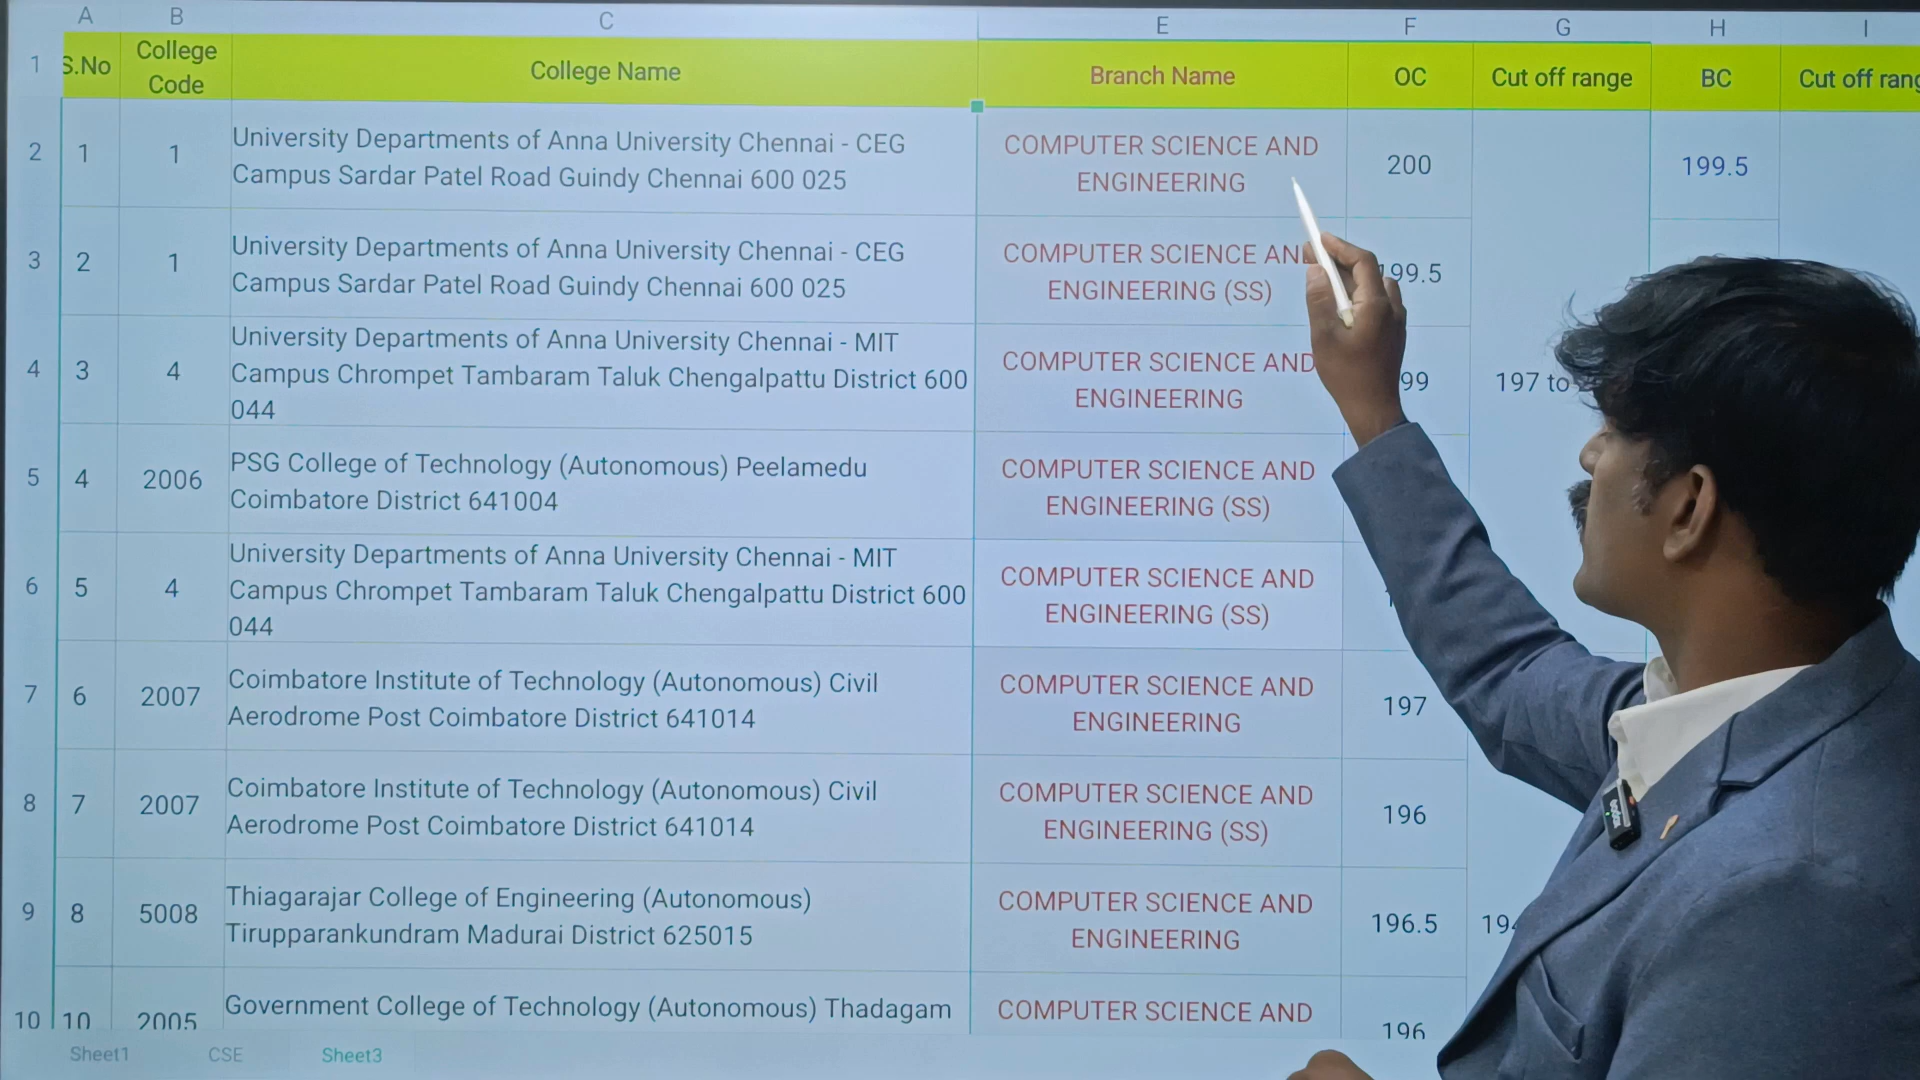 A B C E F G H I
1 S.No College Code College Name Branch Name OC Cut off range BC Cut off
2 1 1 University Departments of Anna University Chennai - CEG COMPUTER SCIENCE AND 200 199.5
Campus Sardar Patel Road Guindy Chennai 600 025 ENGINEERING
3 2 1 University Departments of Anna University Chennai - CEG COMPUTER SCIENCE AND 199.5
Campus Sardar Patel Road Guindy Chennai 600 025 ENGINEERING (SS)
4 3 4 University Departments of Anna University Chennai - MIT COMPUTER SCIENCE AND 197 to
Campus Chrompet Tambaram Taluk Chengalpattu District 600 ENGINEERING
044
5 4 2006 PSG College of Technology (Autonomous) Peelamedu COMPUTER SCIENCE AND
Coimbatore District 641004 ENGINEERING (SS)
6 5 4 University Departments of Anna University Chennai - MIT COMPUTER SCIENCE AND
Campus Chrompet Tambaram Taluk Chengalpattu District 600 ENGINEERING (SS)
044
7 6 2007 Coimbatore Institute of Technology (Autonomous) Civil COMPUTER SCIENCE AND 197
Aerodrome Post Coimbatore District 641014 ENGINEERING
8 7 2007 Coimbatore Institute of Technology (Autonomous) Civil COMPUTER SCIENCE AND 196
Aerodrome Post Coimbatore District 641014 ENGINEERING (SS)
9 8 5008 Thiagarajar College of Engineering (Autonomous) COMPUTER SCIENCE AND 196.5
Tirupparankundram Madurai District 625015 ENGINEERING
10 10 2005 Government College of Technology (Autonomous) Thadagam COMPUTER SCIENCE AND 196
Sheet1 CSE Sheet3